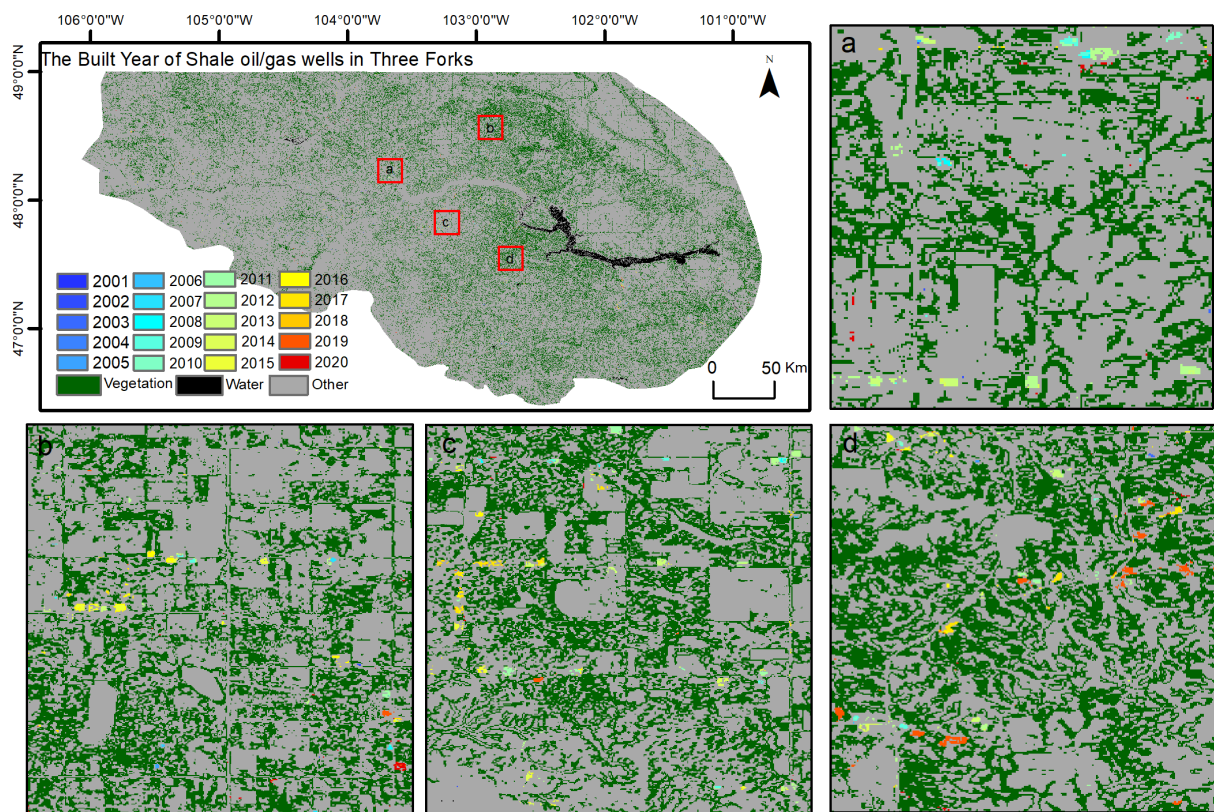 106°0'0"W 105°0'0"W 104°0'0"W 103°0'0"W 102°0'0"W 101°0'0"W
The Built Year of Shale oil/gas wells in Three Forks
N
a
49°0'0"N
48°0'0"N
47°0'0"N
b
a
c
d
2001 2006 2011 2016
2002 2007 2012 2017
2003 2008 2013 2018
2004 2009 2014 2019
2005 2010 2015 2020
Vegetation Water Other
0 50 Km
b
c
d